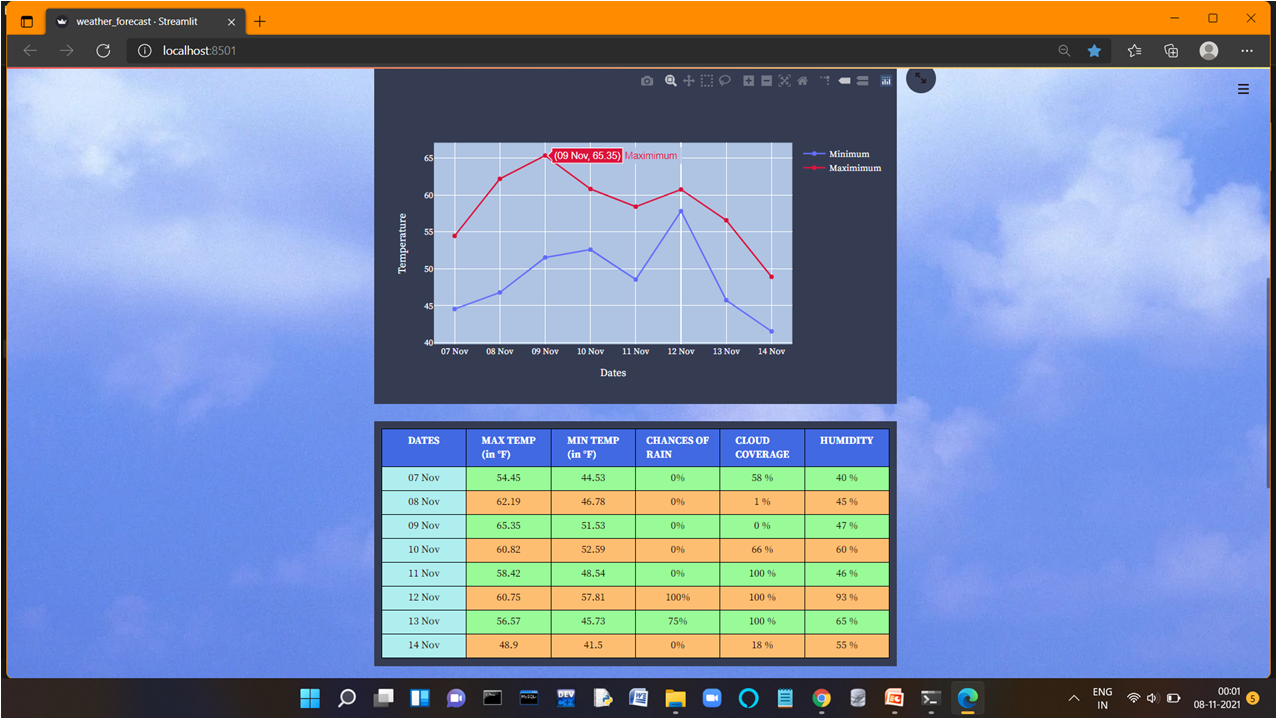 weather_forecast · Streamlit
localhost:8501
65
60
55
50
45
40
Temperature
(09 Nov, 65.35) Maximimum
Minimum
Maximimum
07 Nov 08 Nov 09 Nov 10 Nov 11 Nov 12 Nov 13 Nov 14 Nov
Dates
DATES MAX TEMP (in °F) MIN TEMP (in °F) CHANCES OF RAIN CLOUD COVERAGE HUMIDITY
07 Nov 54.45 44.53 0% 58 % 40 %
08 Nov 62.19 46.78 0% 1 % 45 %
09 Nov 65.35 51.53 0% 0 % 47 %
10 Nov 60.82 52.59 0% 66 % 60 %
11 Nov 58.42 48.54 0% 100 % 46 %
12 Nov 60.75 57.81 100% 100 % 93 %
13 Nov 56.57 45.73 75% 100 % 65 %
14 Nov 48.9 41.5 0% 18 % 55 %
DEV
ENG
IN
00:01
08-11-2021
5